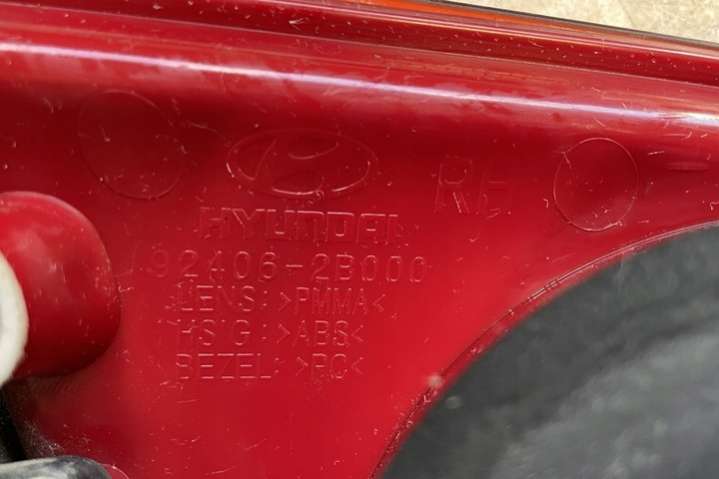 RH
HYUNDAI
92406-2B000
LENS: >PMMA<
HSG: >ABS<
BEZEL: >PC<